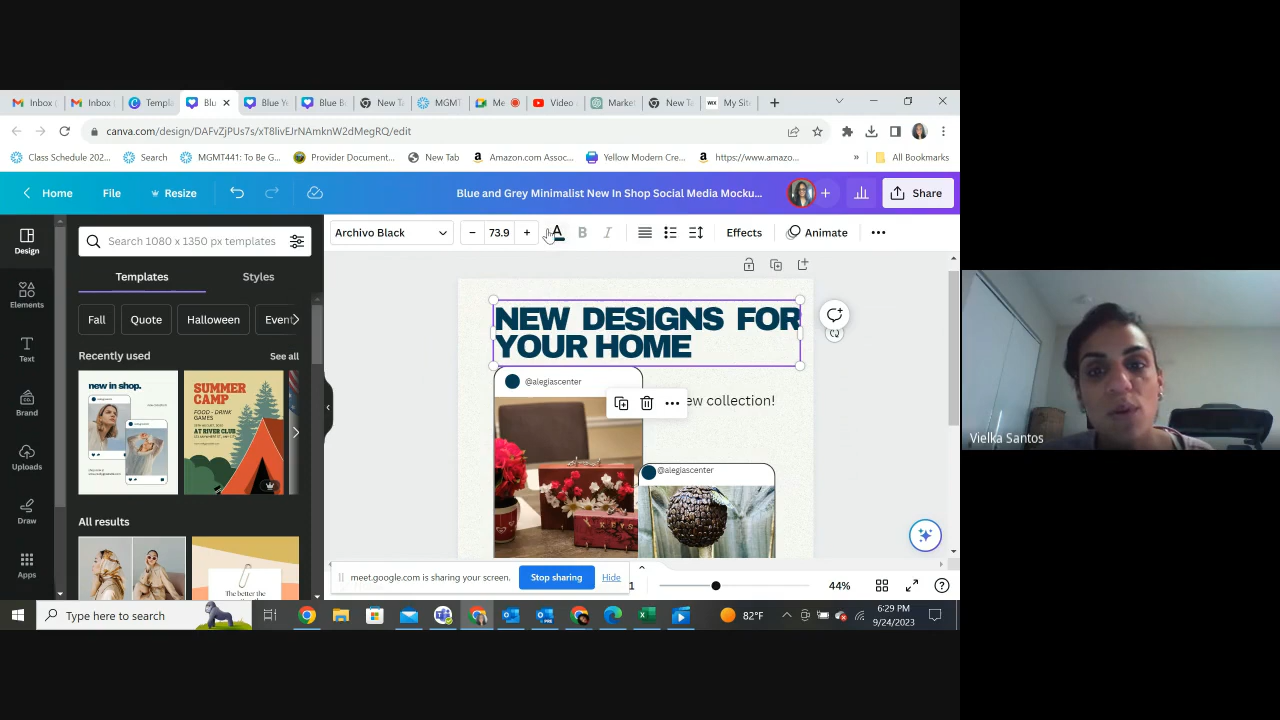 Inbox (
Inbox (
Templ
Blu
Blue Ye
Blue B
New Ta
MGMT
Me
Video
Market
New Ta
WIX
My Sit
canva.com/design/DAFvZjPUs7s/xT8livEJrNAmknW2dMegRQ/edit
Class Schedule 202...
Search
MGMT441: To Be G...
Provider Document...
New Tab
Amazon.com Assoc...
Yellow Modern Cre...
https://www.amazo...
»
All Bookmarks
Home
File
Resize
Blue and Grey Minimalist New In Shop Social Media Mocku...
Share
Design
Elements
Text
Brand
Uploads
Draw
Apps
Search 1080 x 1350 px templates
Templates
Styles
Fall
Quote
Halloween
Event
Recently used
See all
new in shop.
SUMMER
CAMP
FOOD - DRINK
GAMES
AT RIVER CLUB
All results
The better the
Archivo Black
− 73.9 +
A
B
I
Effects
Animate
NEW DESIGNS FOR
YOUR HOME
@alegiascenter
ew collection!
@alegiascenter
KEYS
meet.google.com is sharing your screen.
Stop sharing
Hide
1
44%
Type here to search
82°F
6:29 PM
9/24/2023
Vielka Santos